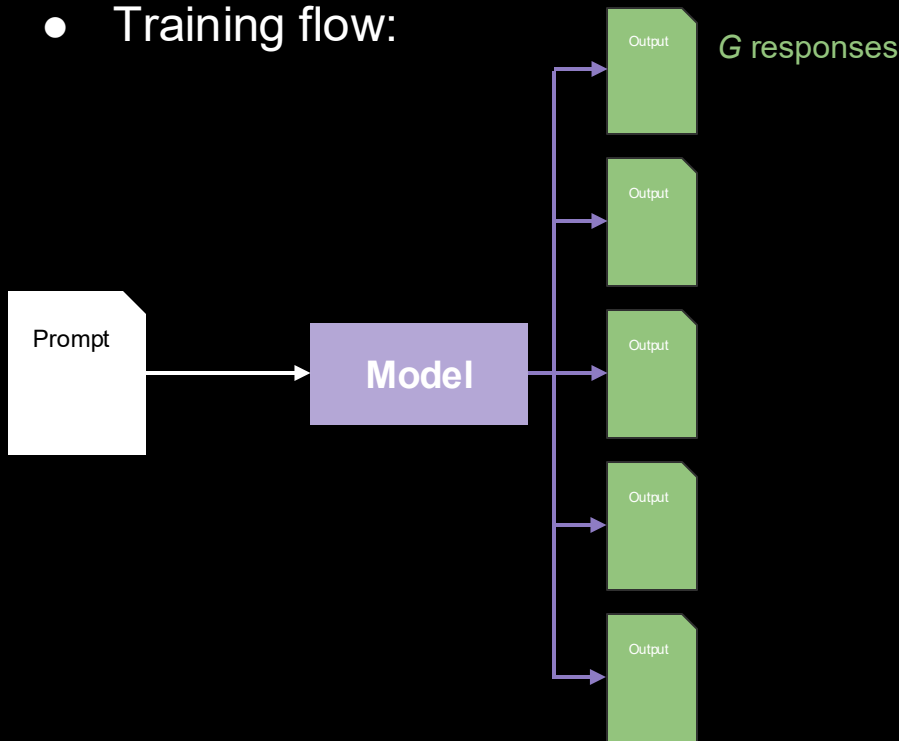 ● Training flow:
Output
G responses
Output
Prompt
Output
Model
Output
Output